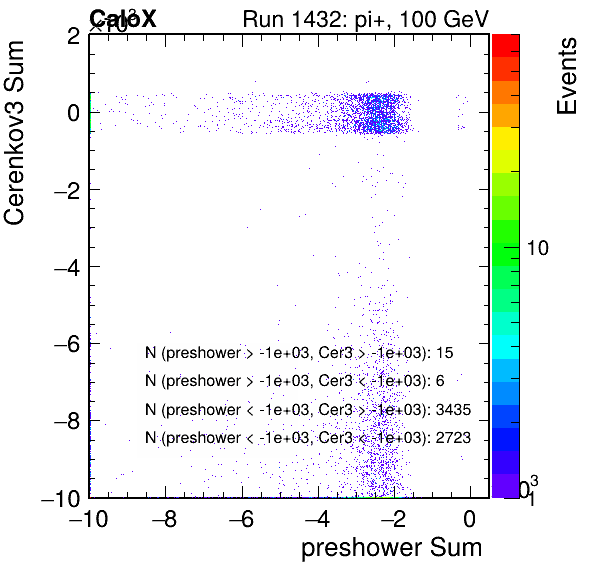 ×10³
CaloX
Run 1432: pi+, 100 GeV
Cerenkov3 Sum
Events
2
0
−2
−4
−6
−8
−10
10
1
N (preshower > -1e+03, Cer3 > -1e+03): 15
N (preshower > -1e+03, Cer3 < -1e+03): 6
N (preshower < -1e+03, Cer3 > -1e+03): 3435
N (preshower < -1e+03, Cer3 < -1e+03): 2723
−10
−8
−6
−4
−2
0
preshower Sum